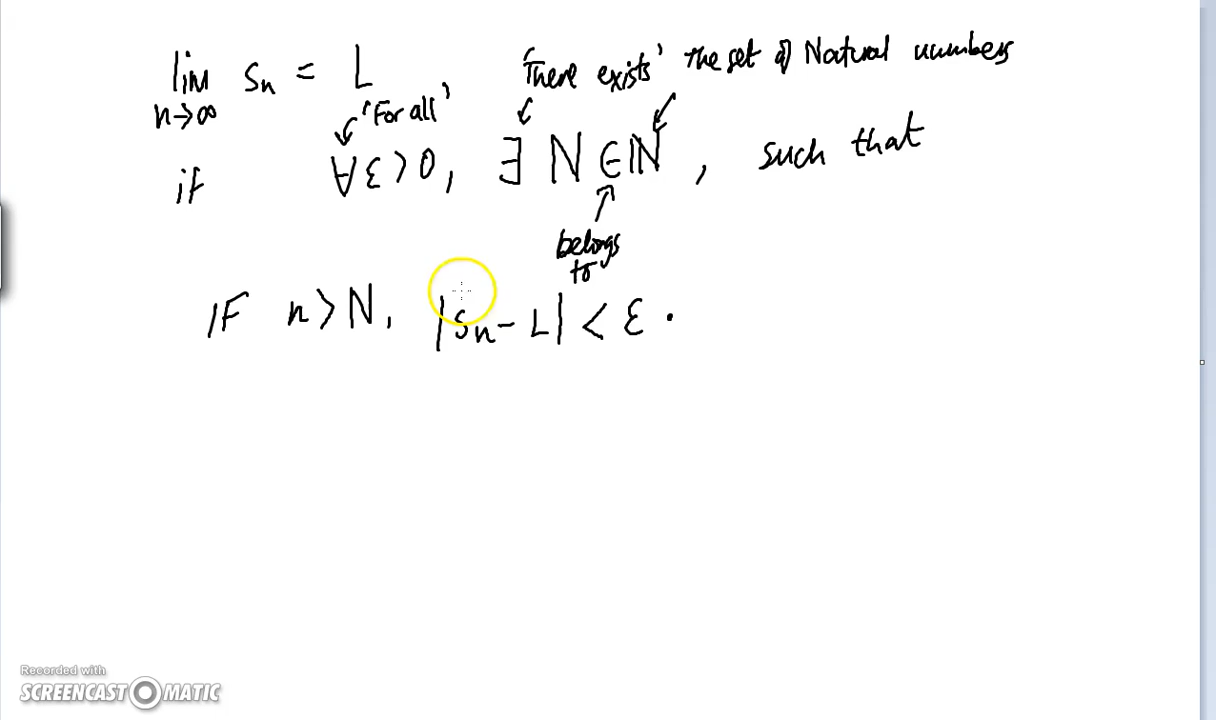 lim sn = L
n→∞
'There exists' the set of Natural numbers
'For all'
if ∀ε>0, ∃ N ∈ ℕ, such that
belongs
to
IF n>N, |sn - L| < ε.
Recorded with
SCREENCAST MATIC